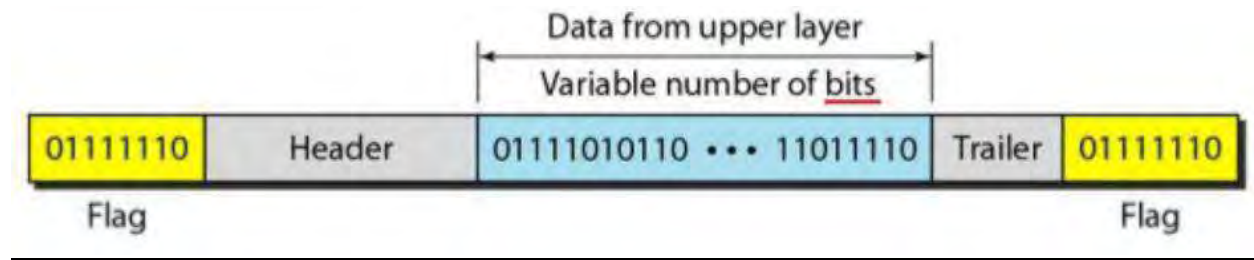 Data from upper layer
Variable number of bits
01111110 Header 01111010110 ••• 11011110 Trailer 01111110
Flag Flag